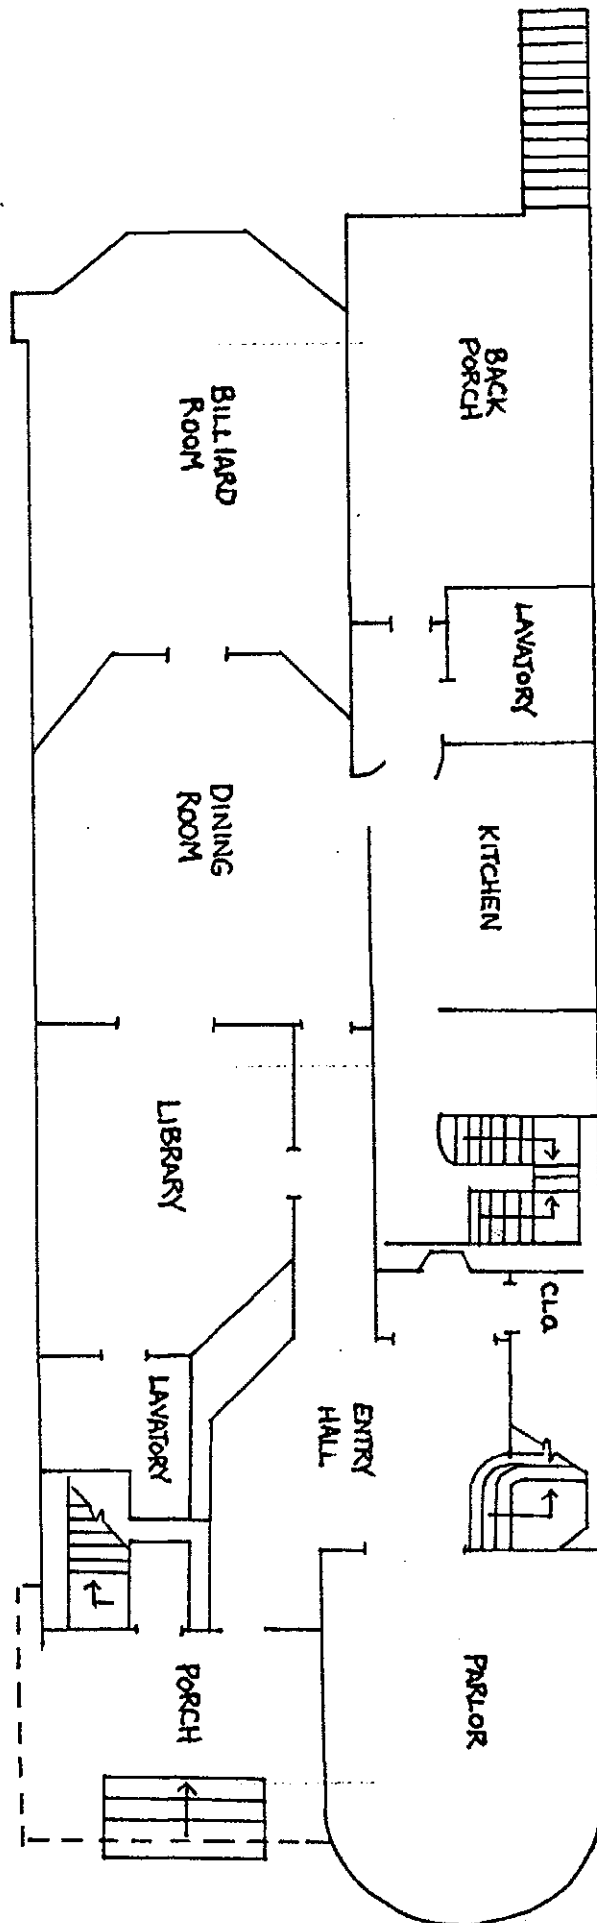 BACK
PORCH
BILLIARD
ROOM
LAVATORY
DINING
ROOM
KITCHEN
LIBRARY
CLO
ENTRY
HALL
LAVATORY
PORCH
PARLOR